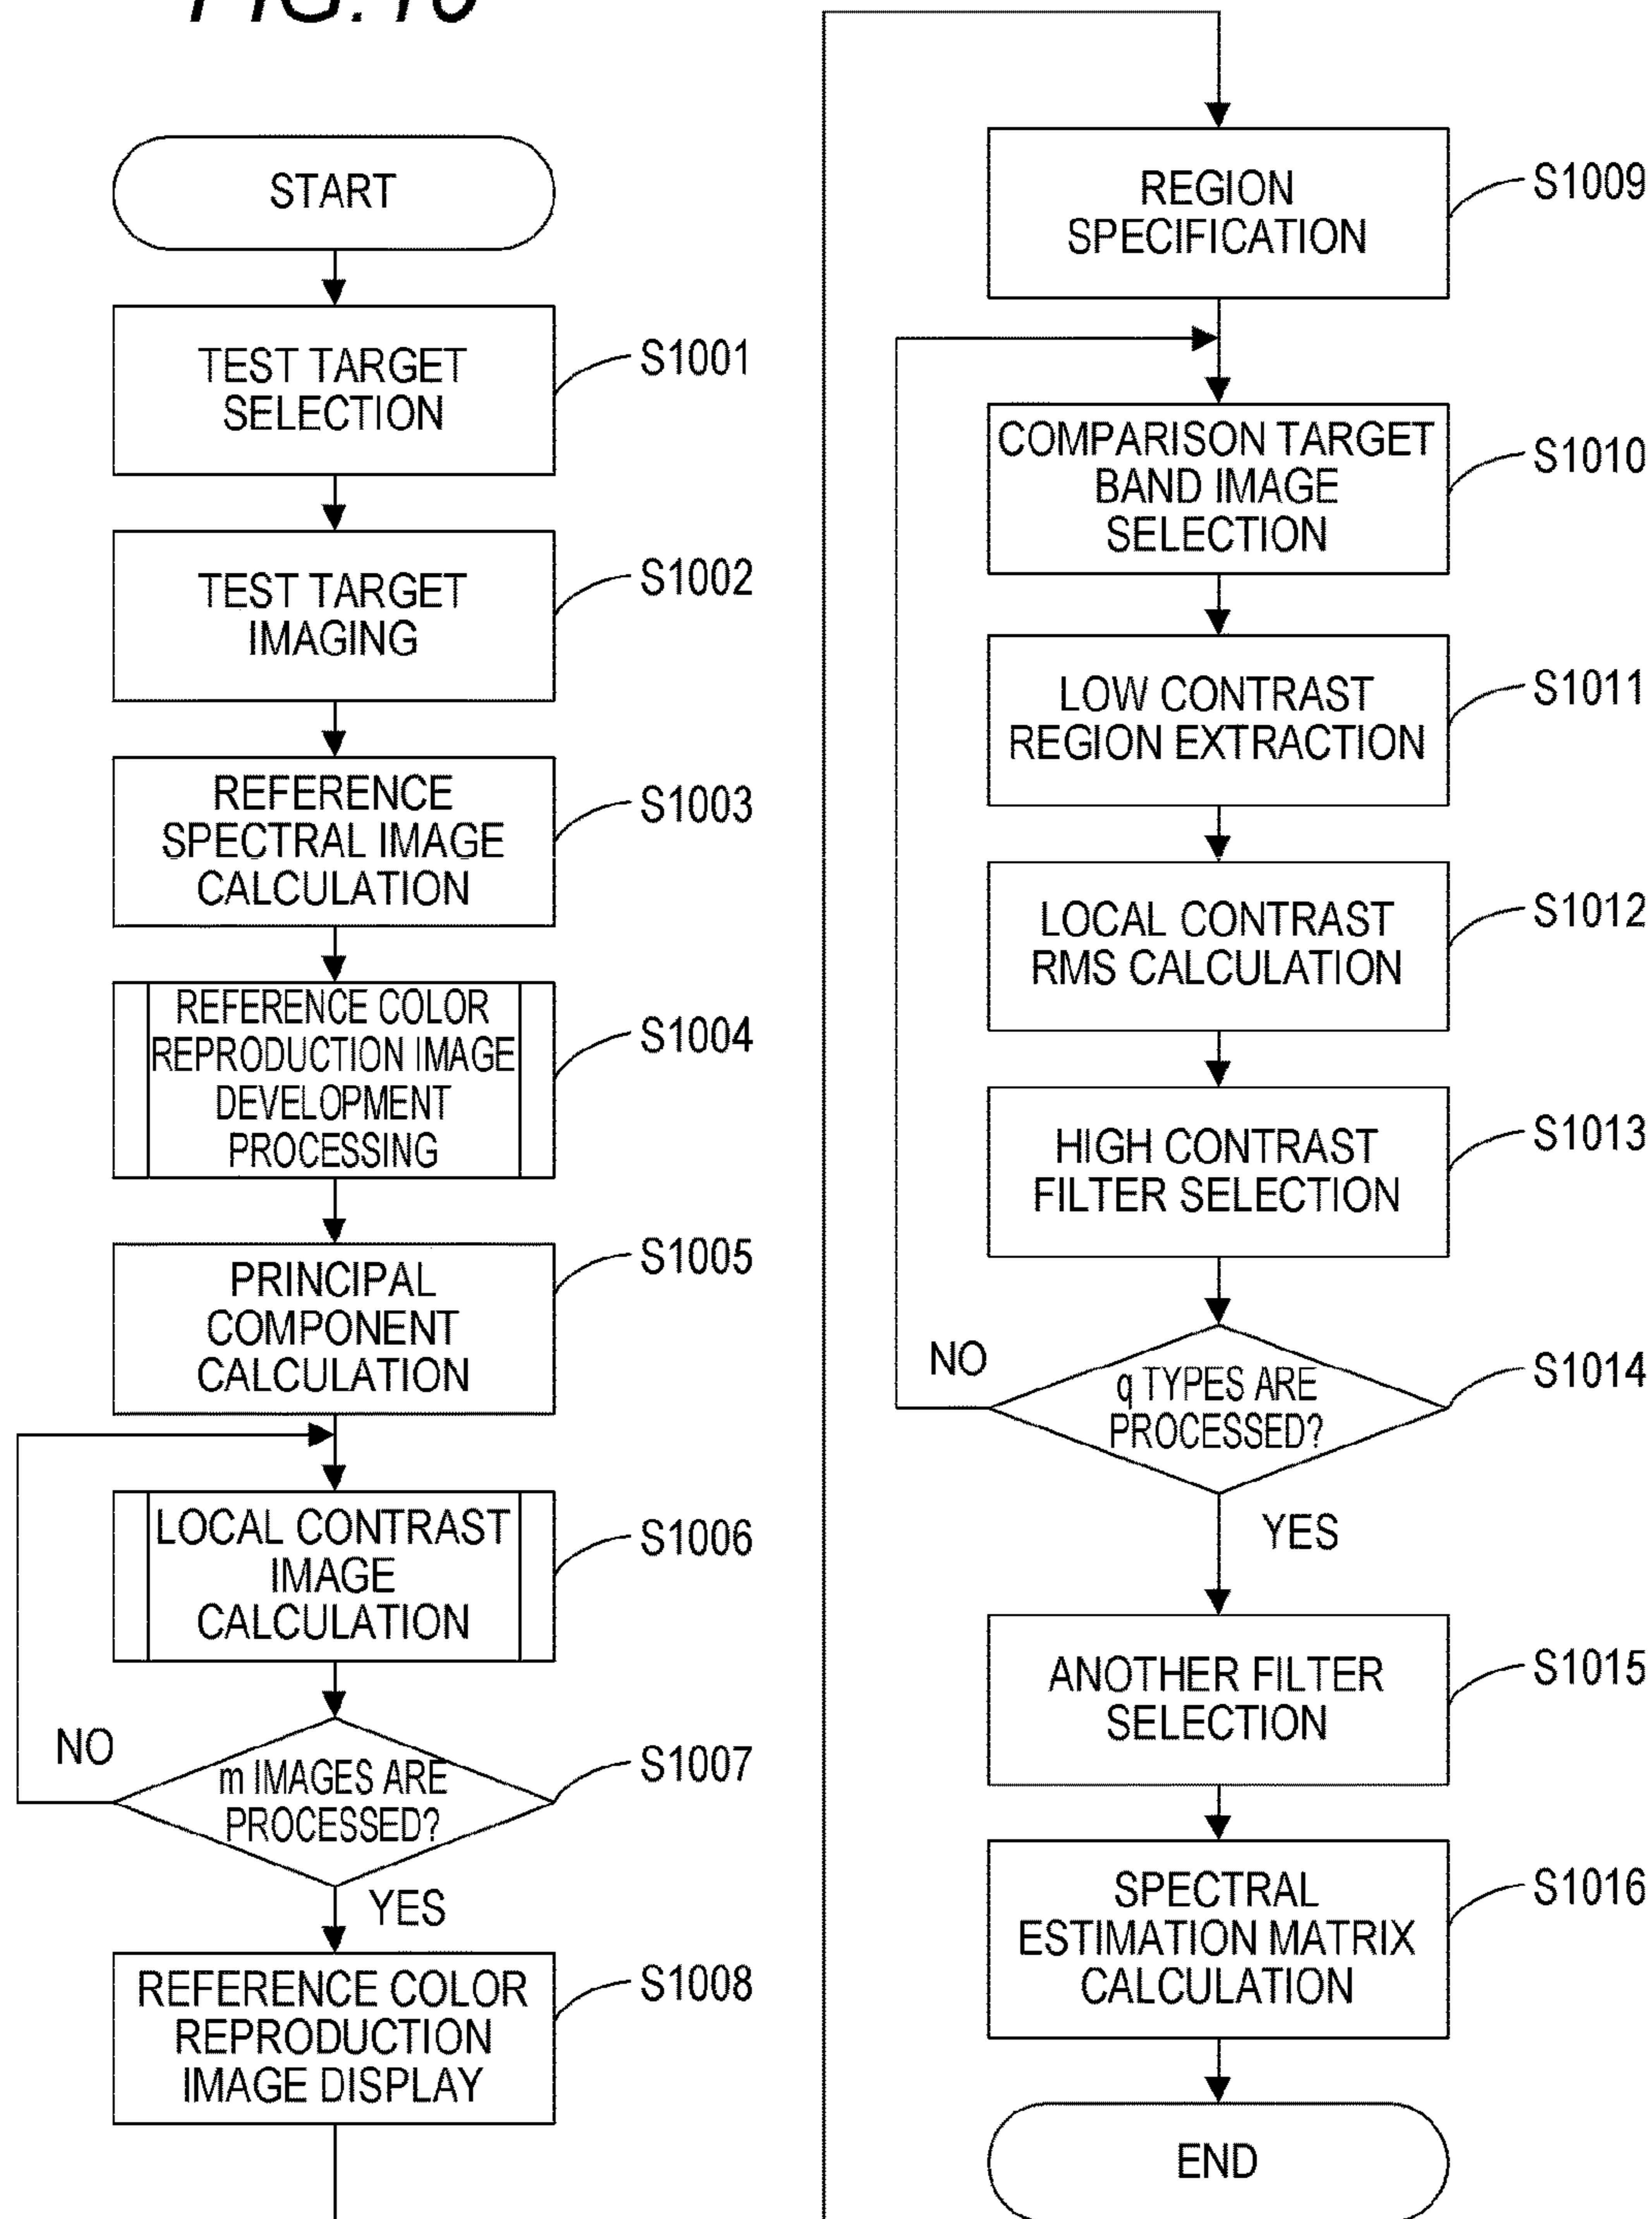 FIG. 10
START
TEST TARGET
SELECTION
S1001
TEST TARGET
IMAGING
S1002
REFERENCE
SPECTRAL IMAGE
CALCULATION
S1003
REFERENCE COLOR
REPRODUCTION IMAGE
DEVELOPMENT
PROCESSING
S1004
PRINCIPAL
COMPONENT
CALCULATION
S1005
LOCAL CONTRAST
IMAGE
CALCULATION
S1006
NO
m IMAGES ARE
PROCESSED?
S1007
YES
REFERENCE COLOR
REPRODUCTION
IMAGE DISPLAY
S1008
REGION
SPECIFICATION
S1009
COMPARISON TARGET
BAND IMAGE
SELECTION
S1010
LOW CONTRAST
REGION EXTRACTION
S1011
LOCAL CONTRAST
RMS CALCULATION
S1012
HIGH CONTRAST
FILTER SELECTION
S1013
NO
q TYPES ARE
PROCESSED?
S1014
YES
ANOTHER FILTER
SELECTION
S1015
SPECTRAL
ESTIMATION MATRIX
CALCULATION
S1016
END